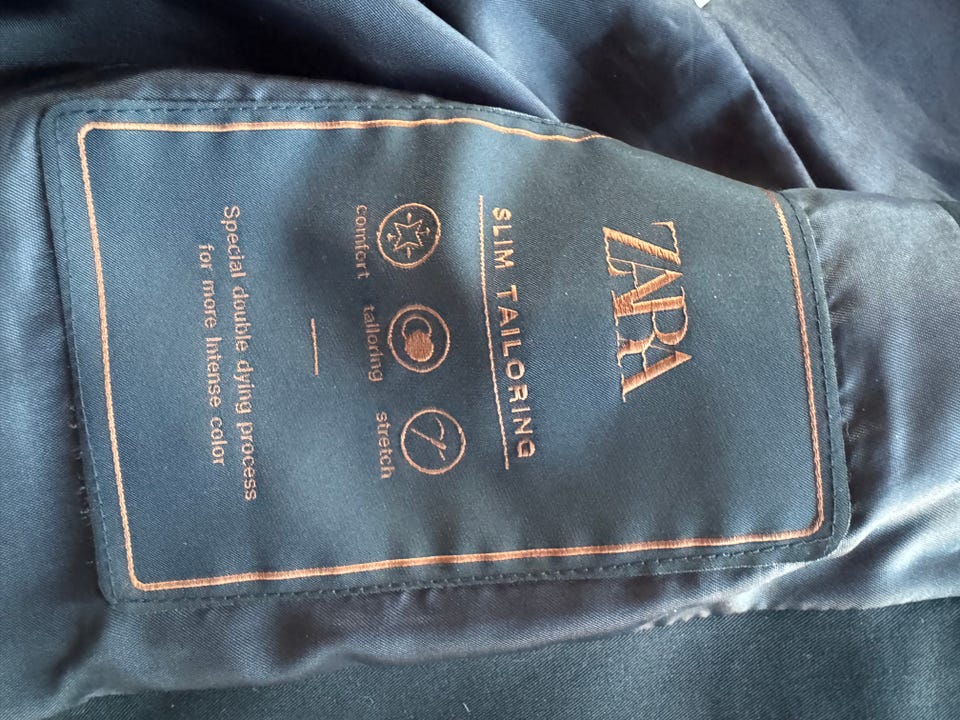 ZARA
SLIM TAILORING
comfort tailoring stretch
Special double dying process
for more Intense color